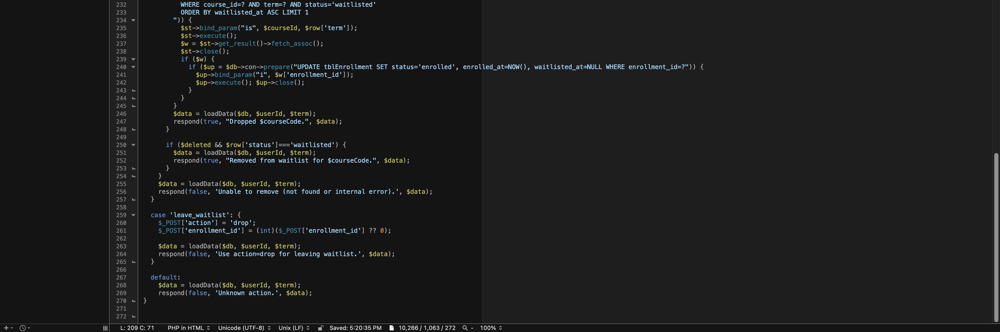 232 WHERE course_id=? AND term=? AND status='waitlisted'
233 ORDER BY waitlisted_at ASC LIMIT 1
234 ")) {
235 $st->bind_param("is", $courseId, $row['term']);
236 $st->execute();
237 $w = $st->get_result()->fetch_assoc();
238 $st->close();
239 if ($w) {
240 if ($up = $db->con->prepare("UPDATE tblEnrollment SET status='enrolled', enrolled_at=NOW(), waitlisted_at=NULL WHERE enrollment_id=?")) {
241 $up->bind_param("i", $w['enrollment_id']);
242 $up->execute(); $up->close();
243 }
244 }
245 }
246 $data = loadData($db, $userId, $term);
247 respond(true, "Dropped $courseCode.", $data);
248 }
249
250 if ($deleted && $row['status']==='waitlisted') {
251 $data = loadData($db, $userId, $term);
252 respond(true, "Removed from waitlist for $courseCode.", $data);
253 }
254 }
255 $data = loadData($db, $userId, $term);
256 respond(false, 'Unable to remove (not found or internal error).', $data);
257 }
258
259 case 'leave_waitlist': {
260 $_POST['action'] = 'drop';
261 $_POST['enrollment_id'] = (int)($_POST['enrollment_id'] ?? 0);
262
263 $data = loadData($db, $userId, $term);
264 respond(false, 'Use action=drop for leaving waitlist.', $data);
265 }
266
267 default:
268 $data = loadData($db, $userId, $term);
269 respond(false, 'Unknown action.', $data);
270 }
271
272
L: 209 C: 71 PHP in HTML Unicode (UTF-8) Unix (LF) Saved: 5:20:35 PM 10,266 / 1,063 / 272 - 100%